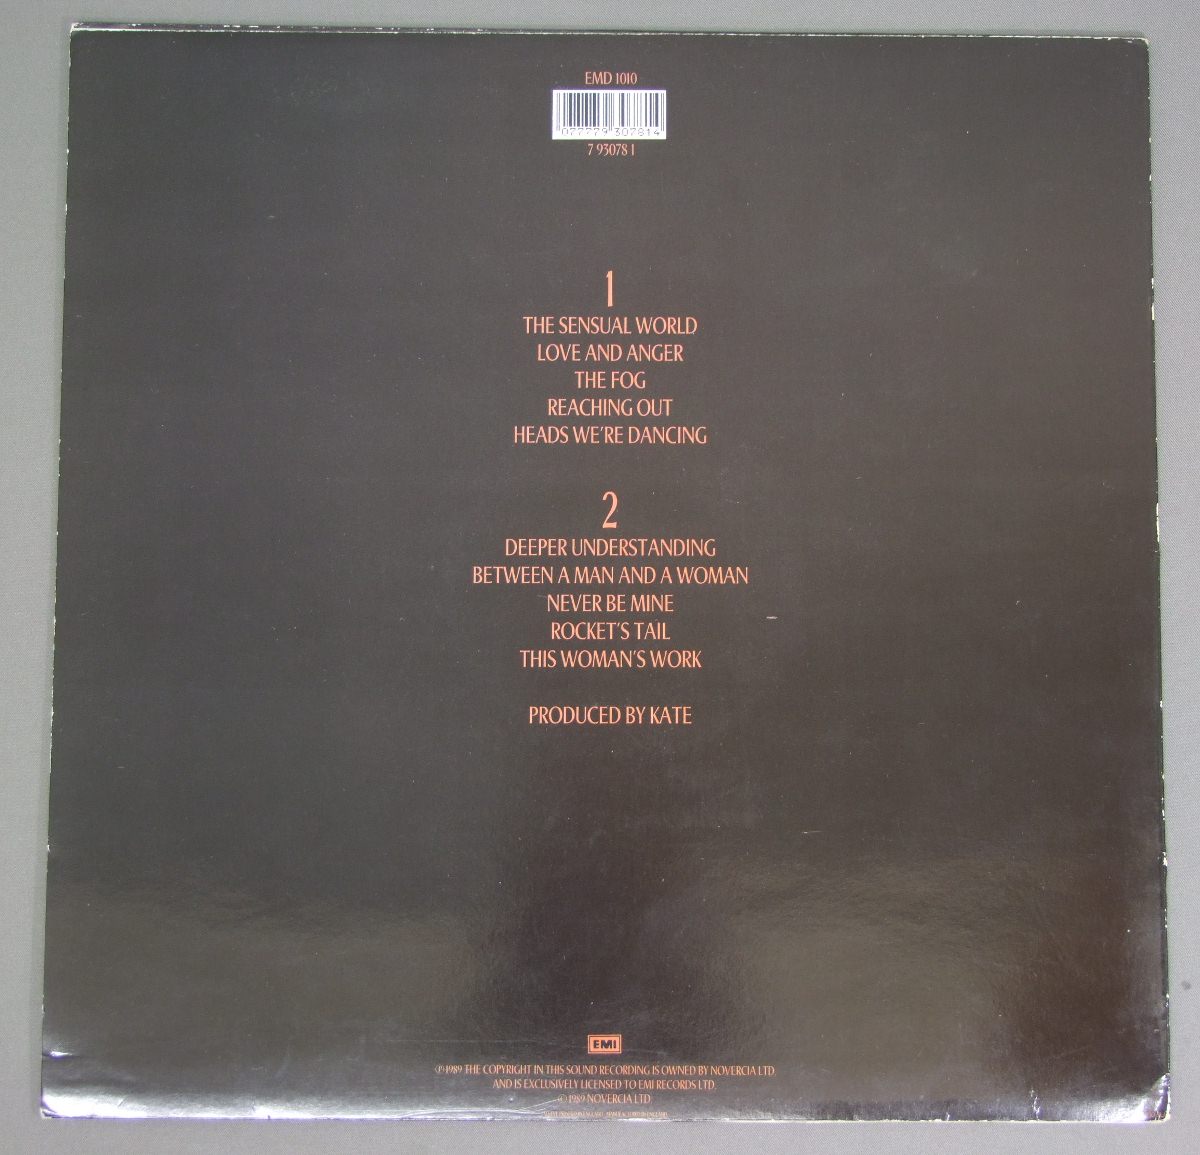 EMD 1010
077779 307814
7 93078 1
1
THE SENSUAL WORLD
LOVE AND ANGER
THE FOG
REACHING OUT
HEADS WE'RE DANCING
2
DEEPER UNDERSTANDING
BETWEEN A MAN AND A WOMAN
NEVER BE MINE
ROCKET'S TAIL
THIS WOMAN'S WORK
PRODUCED BY KATE
EMI
℗1989 THE COPYRIGHT IN THIS SOUND RECORDING IS OWNED BY NOVERCIA LTD.
AND IS EXCLUSIVELY LICENSED TO EMI RECORDS LTD.
©1989 NOVERCIA LTD